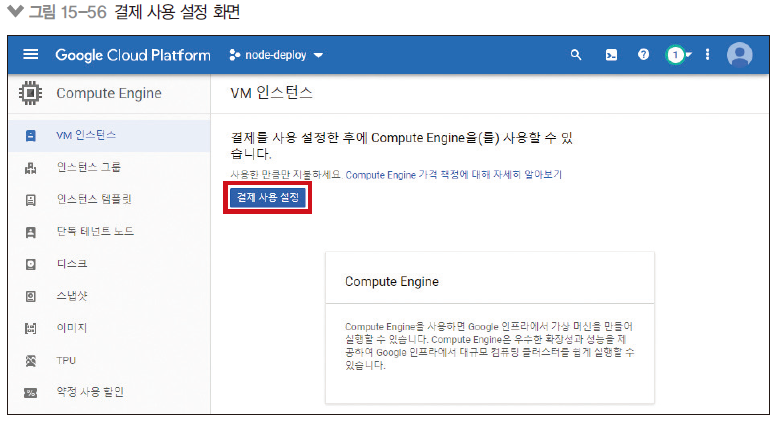 그림 15-56 결제 사용 설정 화면
Google Cloud Platform
node-deploy
1
Compute Engine
VM 인스턴스
VM 인스턴스
인스턴스 그룹
인스턴스 템플릿
단독 테넌트 노드
디스크
스냅샷
이미지
TPU
약정 사용 할인
결제를 사용 설정한 후에 Compute Engine을(를) 사용할 수 있
습니다.
사용한 만큼만 지불하세요. Compute Engine 가격 책정에 대해 자세히 알아보기
결제 사용 설정
Compute Engine
Compute Engine을 사용하면 Google 인프라에서 가상 머신을 만들어
실행할 수 있습니다. Compute Engine은 우수한 확장성과 성능을 제
공하여 Google 인프라에서 대규모 컴퓨팅 클러스터를 쉽게 실행할 수
있습니다.